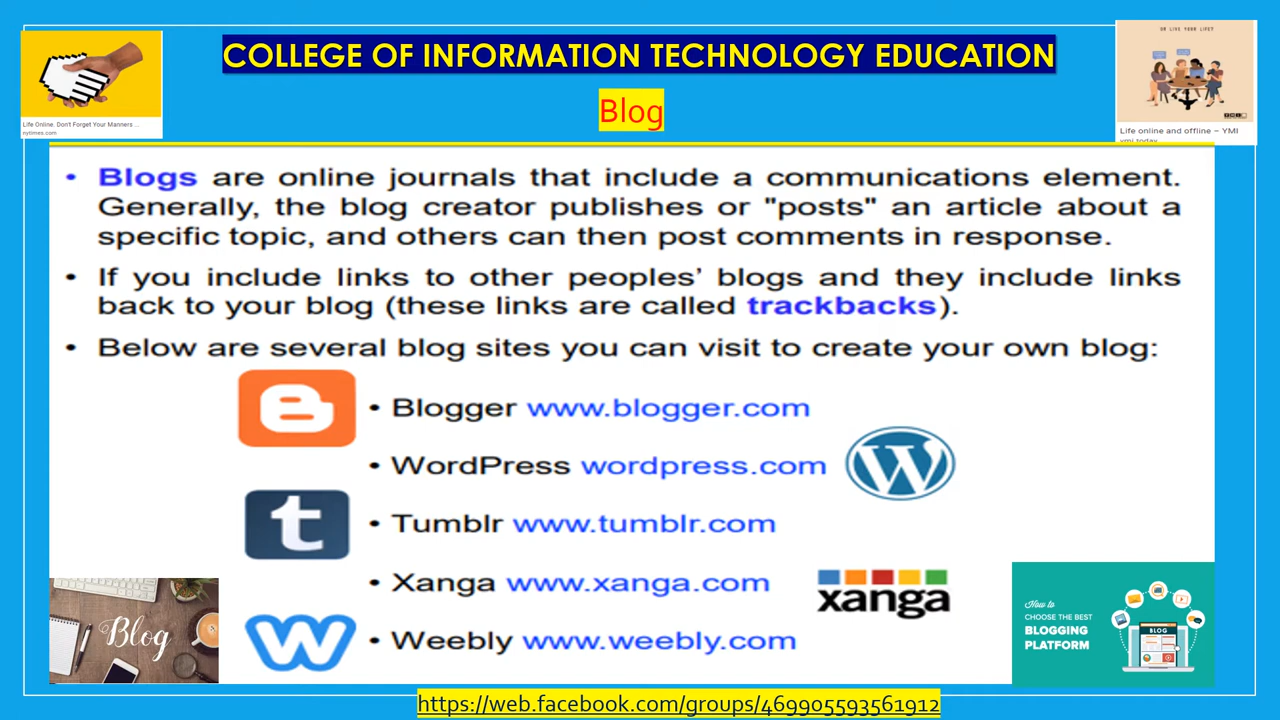 COLLEGE OF INFORMATION TECHNOLOGY EDUCATION
Blog
Life Online. Don't Forget Your Manners ...
nytimes.com
OR LIVE YOUR LIFE?
Life online and offline – YMI
ymi.today
• Blogs are online journals that include a communications element.
Generally, the blog creator publishes or "posts" an article about a
specific topic, and others can then post comments in response.
• If you include links to other peoples’ blogs and they include links
back to your blog (these links are called trackbacks).
• Below are several blog sites you can visit to create your own blog:
• Blogger www.blogger.com
• WordPress wordpress.com
W
• Tumblr www.tumblr.com
t
• Xanga www.xanga.com
xanga
• Weebly www.weebly.com
Blog
How to
CHOOSE THE BEST
BLOGGING
PLATFORM
BLOG
https://web.facebook.com/groups/469905593561912